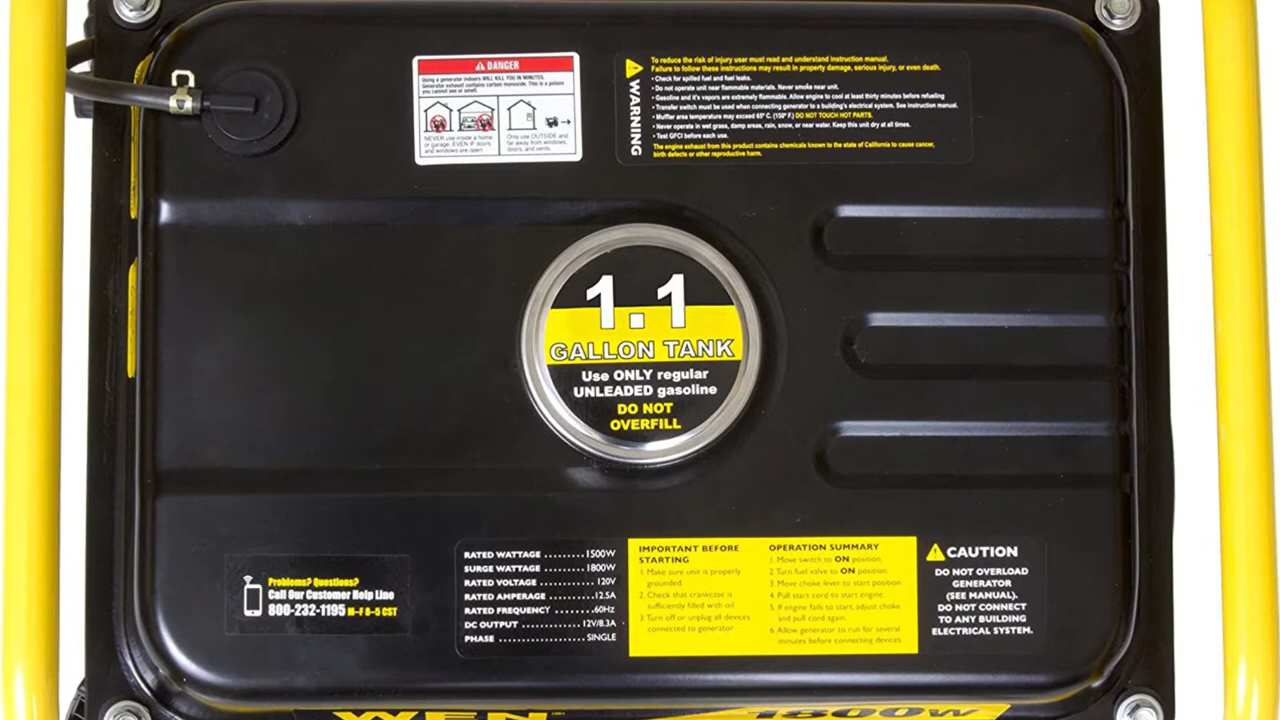 DANGER
Using a generator indoors WILL KILL YOU IN MINUTES.
Generator exhaust contains carbon monoxide. This is a poison
you cannot see or smell.
NEVER use inside a home
or garage, EVEN IF doors
and windows are open.
Only use OUTSIDE and
far away from windows,
doors, and vents.
WARNING
To reduce the risk of injury user must read and understand instruction manual.
Failure to follow these instructions may result in property damage, serious injury, or even death.
• Check for spilled fuel and fuel leaks.
• Do not operate unit near flammable materials. Never smoke near unit.
• Gasoline and it's vapors are extremely flammable. Allow engine to cool at least thirty minutes before refueling
• Transfer switch must be used when connecting generator to a building's electrical system. See instruction manual.
• Muffler area temperature may exceed 65º C. (150º F.) DO NOT TOUCH HOT PARTS.
• Never operate in wet grass, damp areas, rain, snow, or near water. Keep this unit dry at all times.
• Test GFCI before each use.
The engine exhaust from this product contains chemicals known to the state of California to cause cancer,
birth defects or other reproductive harm.
1.1
GALLON TANK
Use ONLY regular
UNLEADED gasoline
DO NOT
OVERFILL
Problems? Questions?
Call Our Customer Help Line
800-232-1195 M-F 8-5 CST
RATED WATTAGE ......... 1500W
SURGE WATTAGE ......... 1800W
RATED VOLTAGE ........... 120V
RATED AMPERAGE ......... 12.5A
RATED FREQUENCY ........ 60Hz
DC OUTPUT ............ 12V/8.3A
PHASE .................... SINGLE
IMPORTANT BEFORE
STARTING
1. Make sure unit is properly
grounded.
2. Check that crankcase is
sufficiently filled with oil
3. Turn off or unplug all devices
connected to generator
OPERATION SUMMARY
1. Move switch to ON position.
2. Turn fuel valve to ON position.
3. Move choke lever to start position
4. Pull start cord to start engine.
5. If engine fails to start, adjust choke
and pull cord again.
6. Allow generator to run for several
minutes before connecting devices
CAUTION
DO NOT OVERLOAD
GENERATOR
(SEE MANUAL).
DO NOT CONNECT
TO ANY BUILDING
ELECTRICAL SYSTEM.
WEN® 1800W